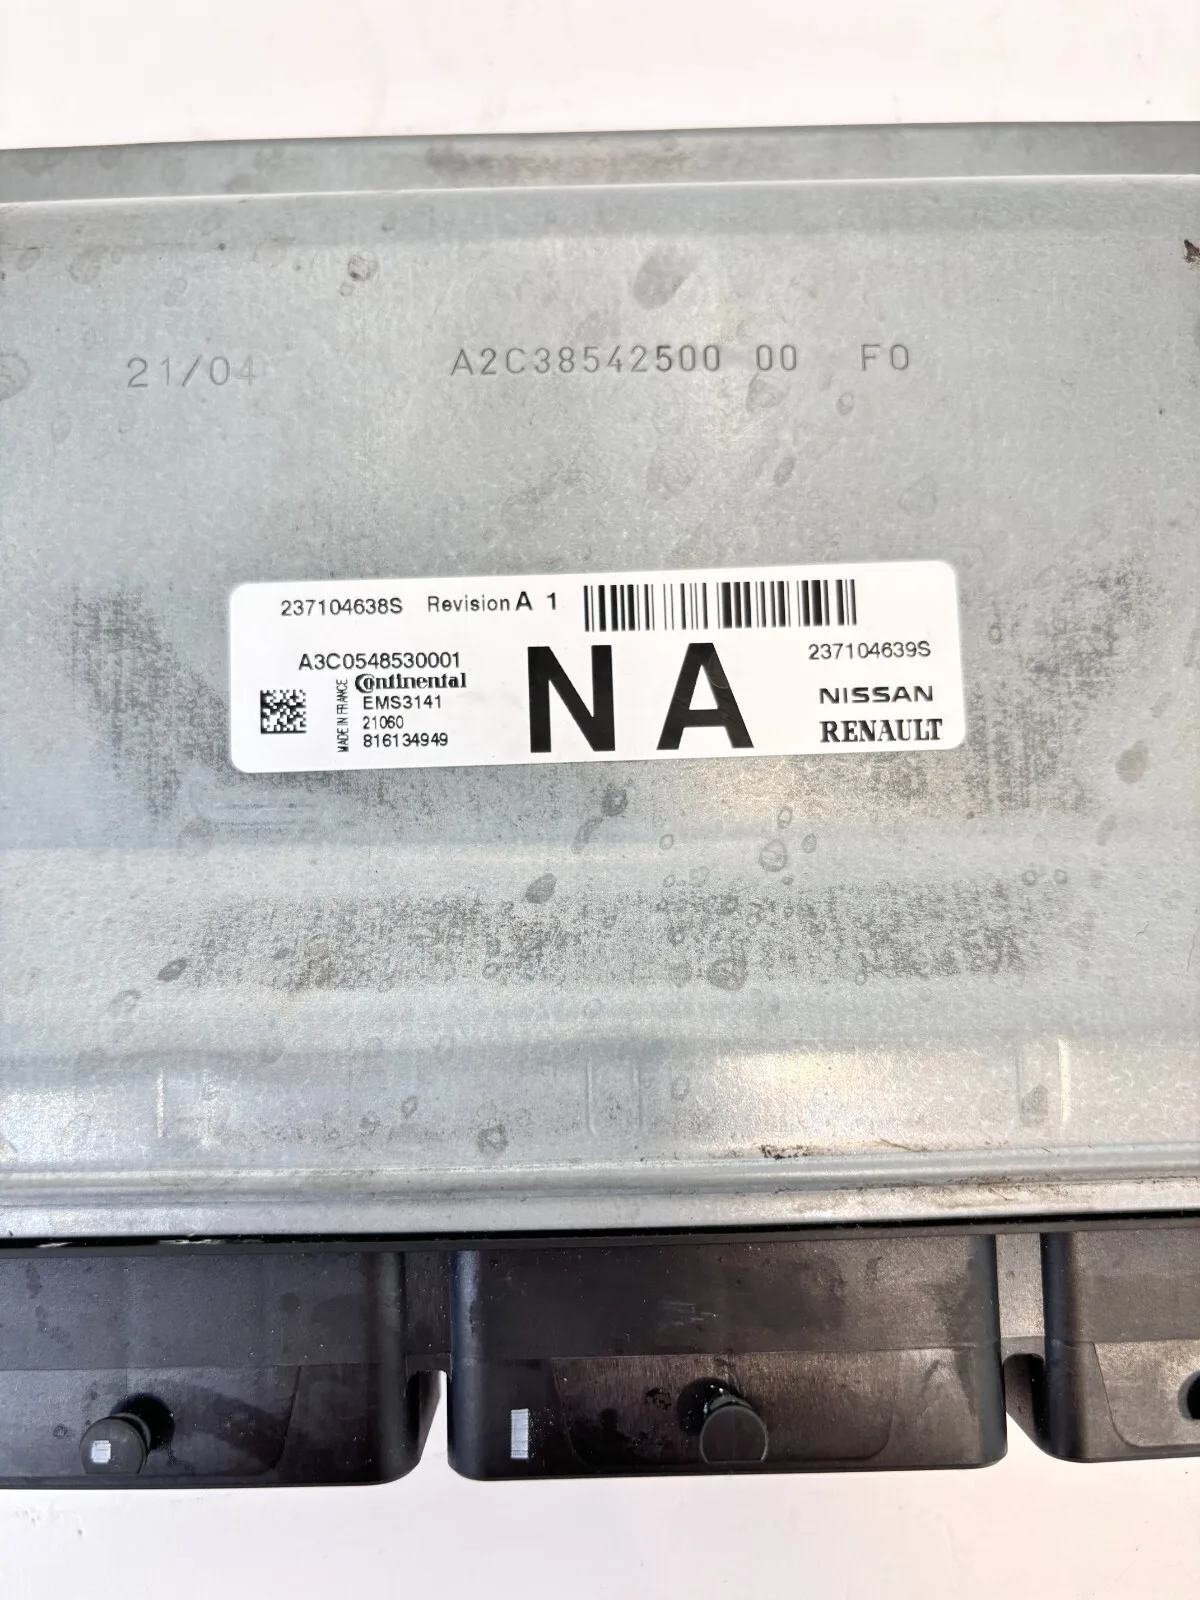 21/04 A2C38542500 00 F0
237104638S Revision A 1
A3C0548530001
Continental
EMS3141
21060
816134949
MADE IN FRANCE
NA
237104639S
NISSAN
RENAULT